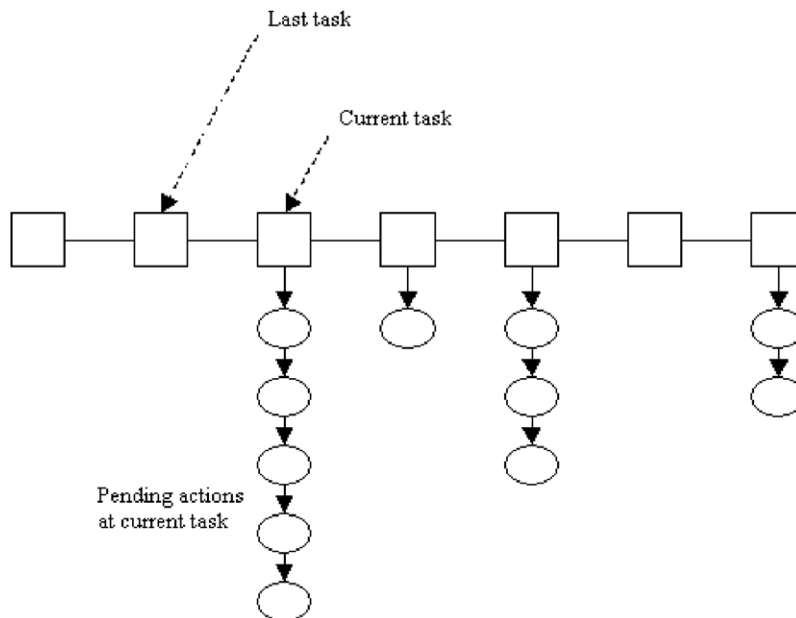 Last task
Current task
Pending actions
at current task